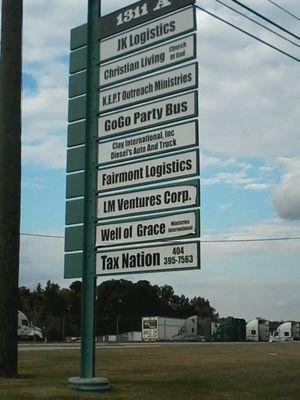 1311 A
JK Logistics
Christian Living Church Of God
K.E.P.T Outreach Ministries
GoGo Party Bus
Clay International, Inc
Diesel's Auto And Truck
Fairmont Logistics
LM Ventures Corp.
Well of Grace Ministries International
Tax Nation 404 395-7563